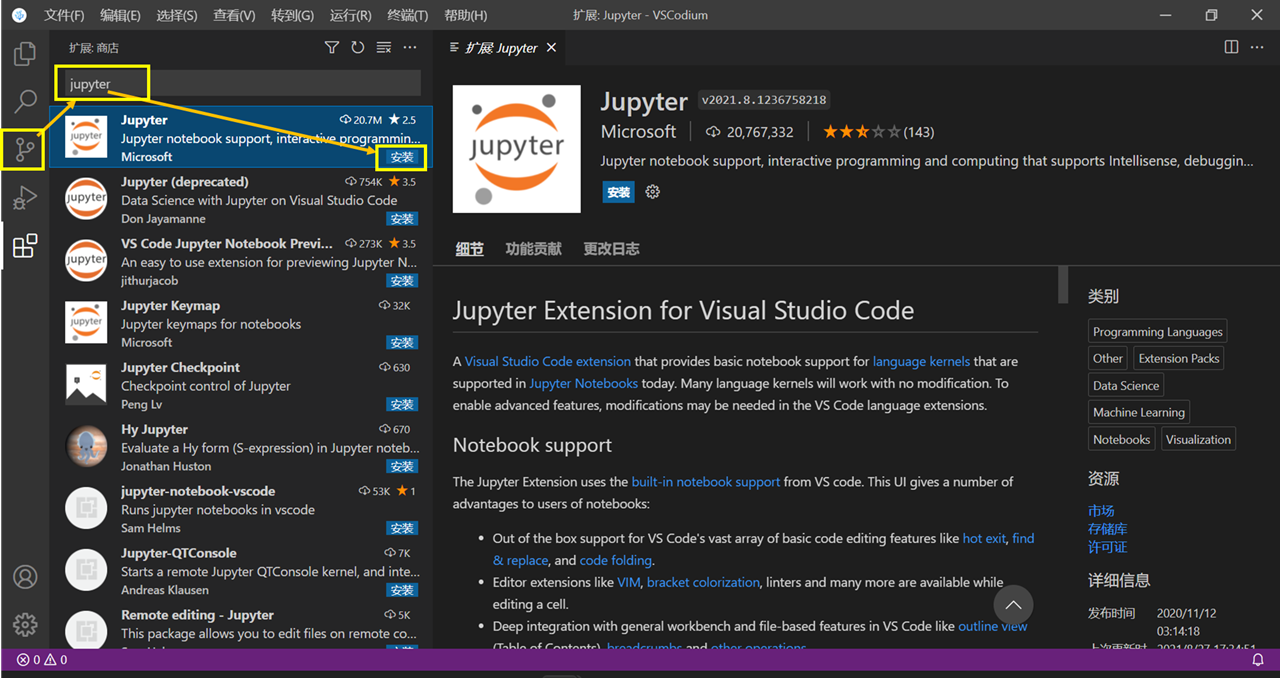 文件(F) 编辑(E) 选择(S) 查看(V) 转到(G) 运行(R) 终端(T) 帮助(H) 扩展: Jupyter - VSCodium
扩展: 商店
jupyter
Jupyter 20.7M ★ 2.5
Jupyter notebook support, interactive programmin...
Microsoft 安装
Jupyter (deprecated) 754K ★ 3.5
Data Science with Jupyter on Visual Studio Code
Don Jayamanne 安装
VS Code Jupyter Notebook Previ... 273K ★ 3.5
An easy to use extension for previewing Jupyter N...
jithurjacob 安装
Jupyter Keymap 32K
Jupyter keymaps for notebooks
Microsoft 安装
Jupyter Checkpoint 630
Checkpoint control of Jupyter
Peng Lv 安装
Hy Jupyter 670
Evaluate a Hy form (S-expression) in Jupyter noteb...
Jonathan Huston 安装
jupyter-notebook-vscode 53K ★ 1
Runs jupyter notebooks in vscode
Sam Helms 安装
Jupyter-QTConsole 7K
Starts a remote Jupyter QTConsole kernel, and inte...
Andreas Klausen 安装
Remote editing - Jupyter 5K
This package allows you to edit files on remote co...
扩展: Jupyter
jupyter
Jupyter v2021.8.1236758218
Microsoft 20,767,332 ★★★☆☆ (143)
Jupyter notebook support, interactive programming and computing that supports Intellisense, debuggin...
安装
细节 功能贡献 更改日志
Jupyter Extension for Visual Studio Code
A Visual Studio Code extension that provides basic notebook support for language kernels that are
supported in Jupyter Notebooks today. Many language kernels will work with no modification. To
enable advanced features, modifications may be needed in the VS Code language extensions.
Notebook support
The Jupyter Extension uses the built-in notebook support from VS code. This UI gives a number of
advantages to users of notebooks:
• Out of the box support for VS Code's vast array of basic code editing features like hot exit, find
& replace, and code folding.
• Editor extensions like VIM, bracket colorization, linters and many more are available while
editing a cell.
• Deep integration with general workbench and file-based features in VS Code like outline view
(Table of Contents), breadcrumbs and other operations.
类别
Programming Languages
Other Extension Packs
Data Science
Machine Learning
Notebooks Visualization
资源
市场
存储库
许可证
详细信息
发布时间 2020/11/12
03:14:18
上次更新时 2021/8/27 17:24:51
0 0